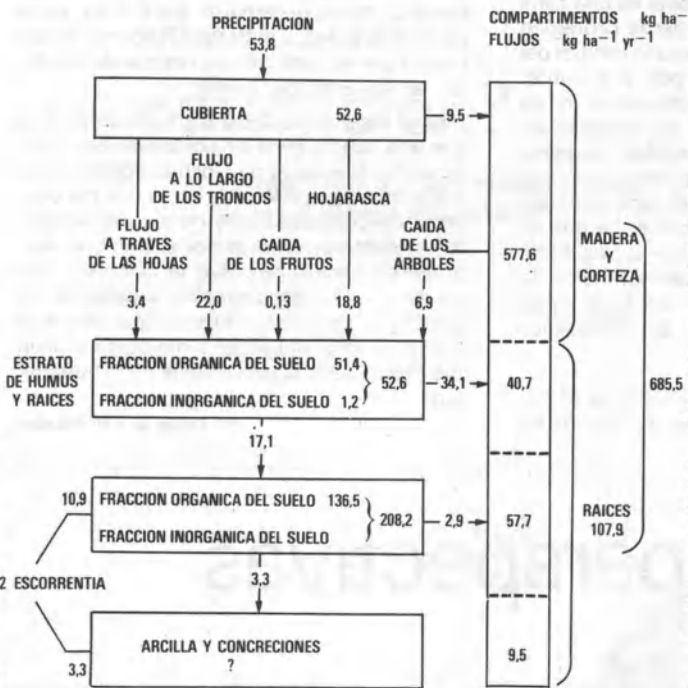 PRECIPITACION
53,8
COMPARTIMENTOS kg ha⁻
FLUJOS kg ha⁻¹ yr⁻¹
CUBIERTA 52,6
9,5
FLUJO
A LO LARGO
DE LOS TRONCOS
HOJARASCA
FLUJO
A TRAVES
DE LAS HOJAS
CAIDA
DE LOS FRUTOS
CAIDA
DE LOS
ARBOLES
577,6
MADERA
Y
CORTEZA
3,4
22,0
0,13
18,8
6,9
ESTRATO
DE HUMUS
Y RAICES
FRACCION ORGANICA DEL SUELO 51,4
FRACCION INORGANICA DEL SUELO 1,2
52,6
34,1
40,7
685,5
17,1
10,9
FRACCION ORGANICA DEL SUELO 136,5
FRACCION INORGANICA DEL SUELO
208,2
2,9
57,7
RAICES
107,9
2 ESCORRENTIA
3,3
ARCILLA Y CONCRECIONES
?
3,3
9,5